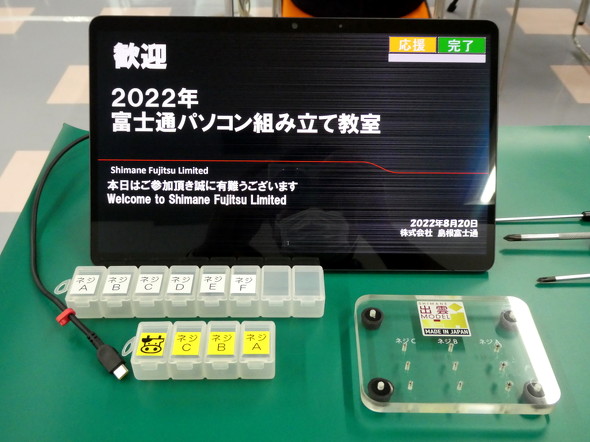 歓迎
応援 完了
2022年
富士通パソコン組み立て教室
Shimane Fujitsu Limited
本日はご参加頂き誠に有難うございます
Welcome to Shimane Fujitsu Limited
2022年8月20日
株式会社 島根富士通
ネジ A
ネジ B
ネジ C
ネジ D
ネジ E
ネジ F
ネジ C
ネジ B
ネジ A
SHIMANE
出雲
MODEL
MADE IN JAPAN
ネジC ネジB ネジA